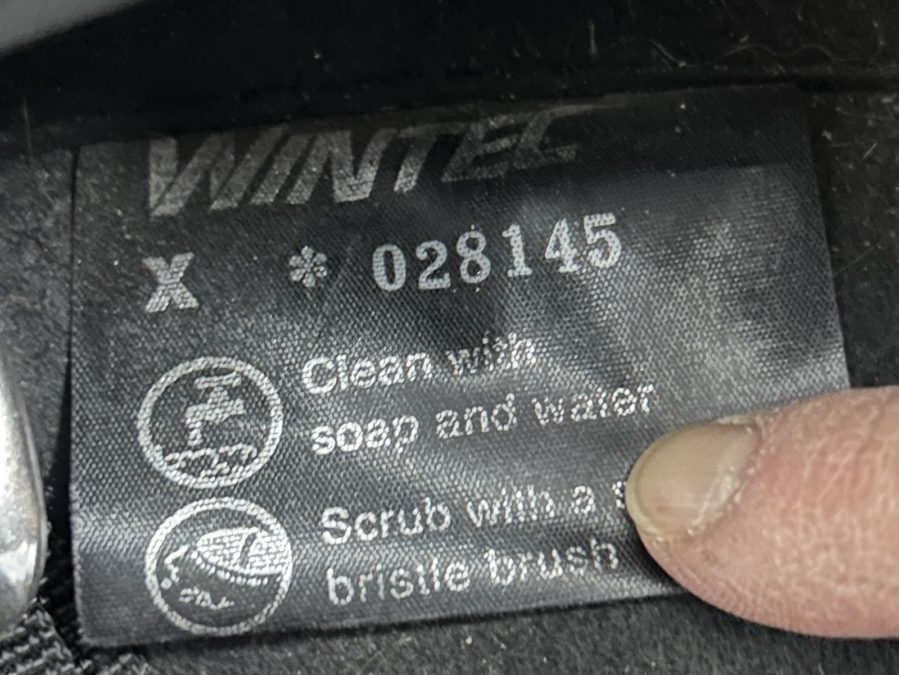 WINTEC
X * 028145
Clean with
soap and water
Scrub with a
bristle brush